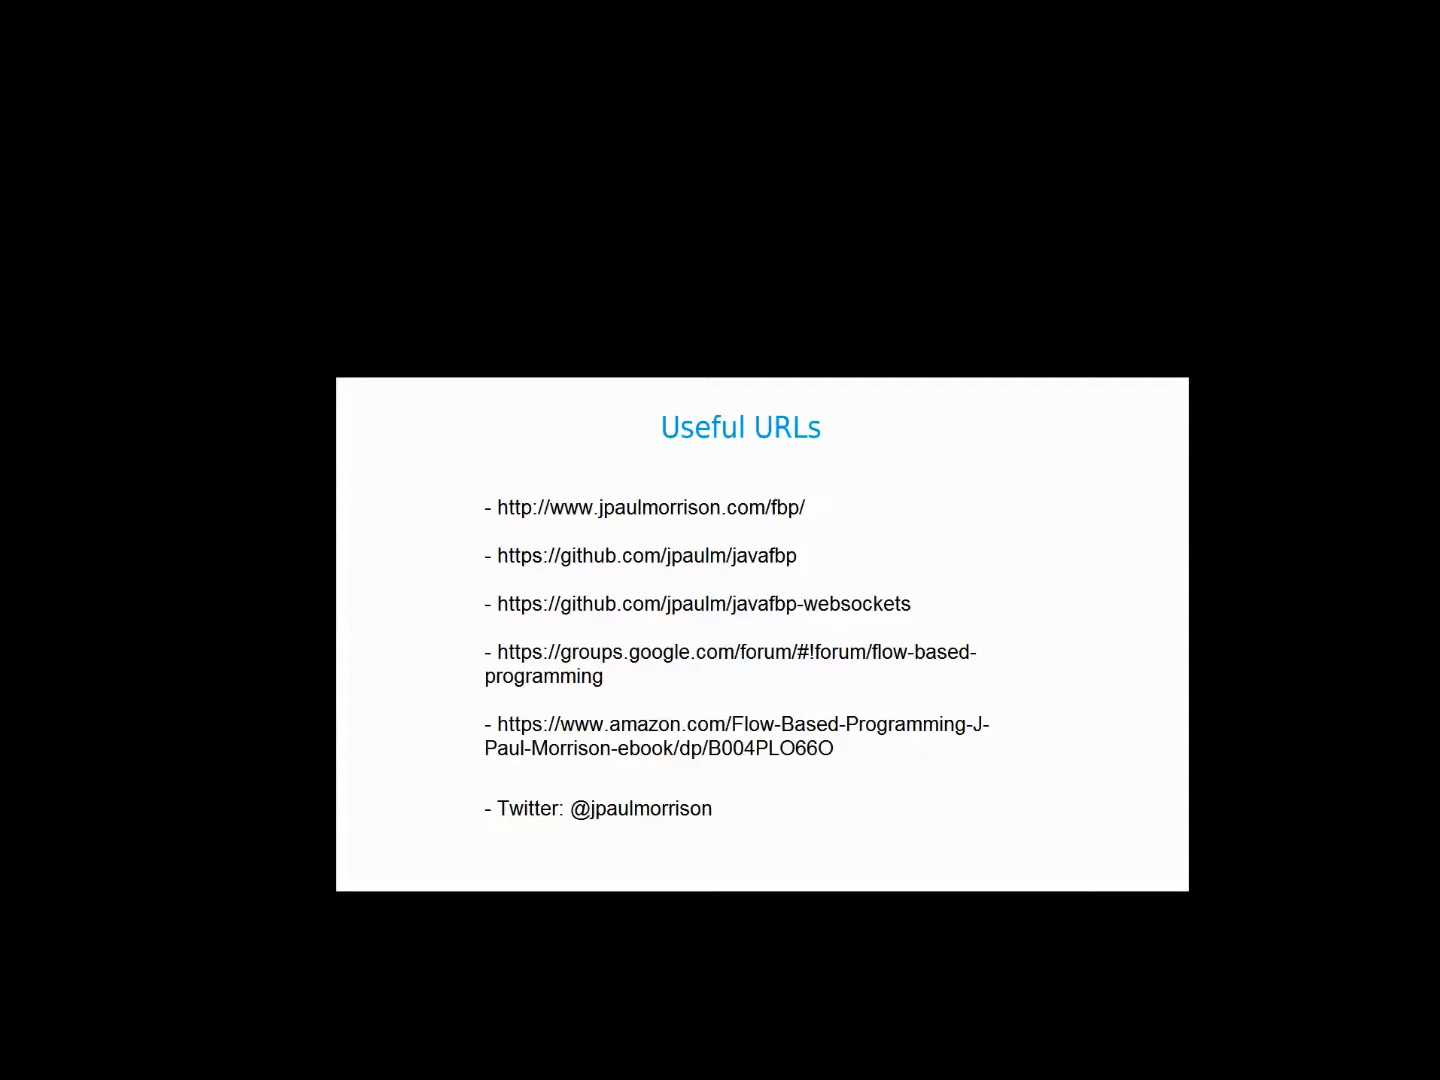 Useful URLs
- http://www.jpaulmorrison.com/fbp/
- https://github.com/jpaulm/javafbp
- https://github.com/jpaulm/javafbp-websockets
- https://groups.google.com/forum/#!forum/flow-based-
programming
- https://www.amazon.com/Flow-Based-Programming-J-
Paul-Morrison-ebook/dp/B004PLO66O
- Twitter: @jpaulmorrison